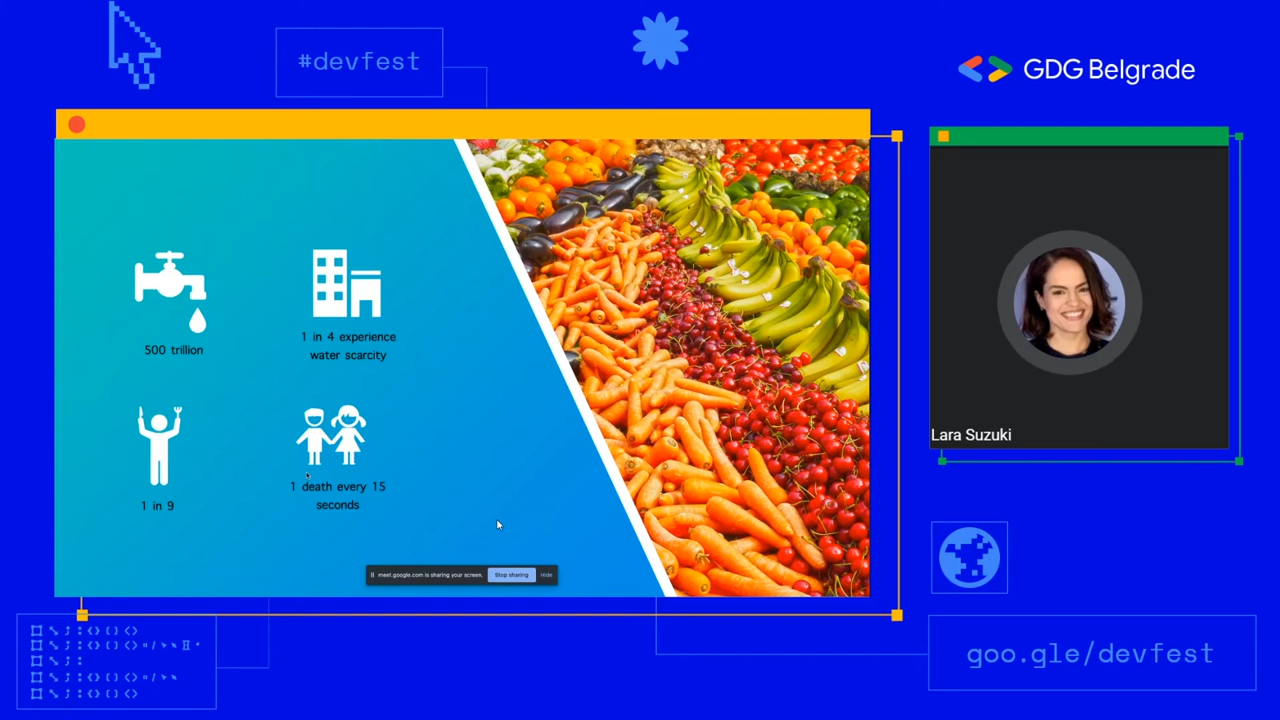 #devfest
GDG Belgrade
500 trillion
1 in 4 experience
water scarcity
1 in 9
1 death every 15
seconds
meet.google.com is sharing your screen.
Stop sharing
Hide
Lara Suzuki
goo.gle/devfest